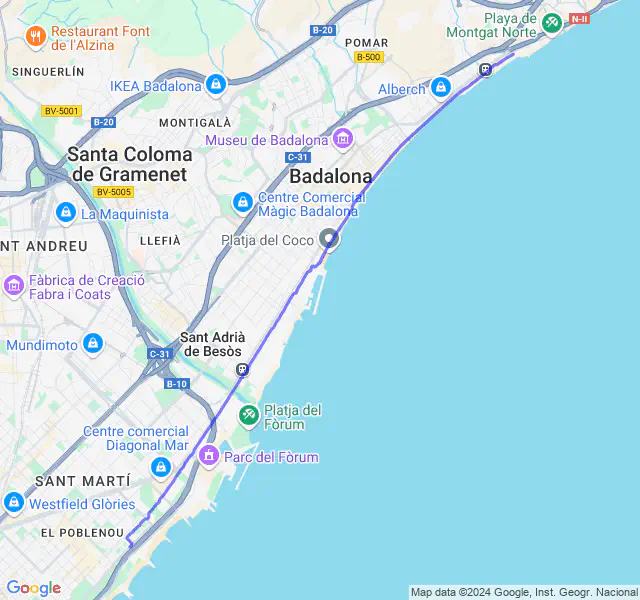 Restaurant Font
de l'Alzina
B-20
POMAR
Playa de
Montgat Norte
N-II
B-500
SINGUERLÍN
IKEA Badalona
Alberch
BV-5001
B-20
MONTIGALÀ
Museu de Badalona
Santa Coloma
de Gramenet
C-31
Badalona
BV-5005
La Maquinista
Centre Comercial
Màgic Badalona
LLEFIÀ
Platja del Coco
NT ANDREU
Fàbrica de Creació
Fabra i Coats
Mundimoto
Sant Adrià
de Besòs
C-31
B-10
Platja del
Fòrum
Centre comercial
Diagonal Mar
Parc del Fòrum
SANT MARTÍ
Westfield Glòries
EL POBLENOU
Google
Map data ©2024 Google, Inst. Geogr. Nacional